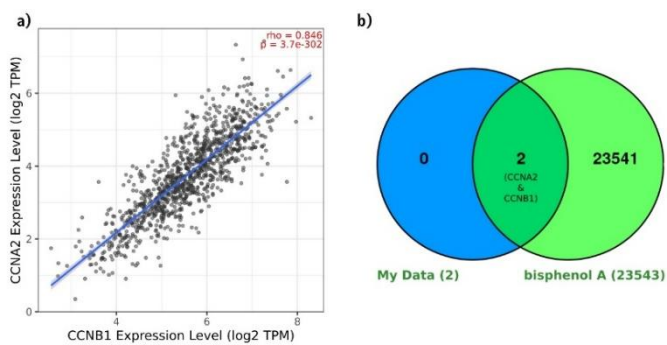 a)
rho = 0.846
p = 3.7e-302
CCNA2 Expression Level (log2 TPM)
6
4
2
0
4
6
8
CCNB1 Expression Level (log2 TPM)
b)
0
2
(CCNA2
&
CCNB1)
23541
My Data (2)
bisphenol A (23543)